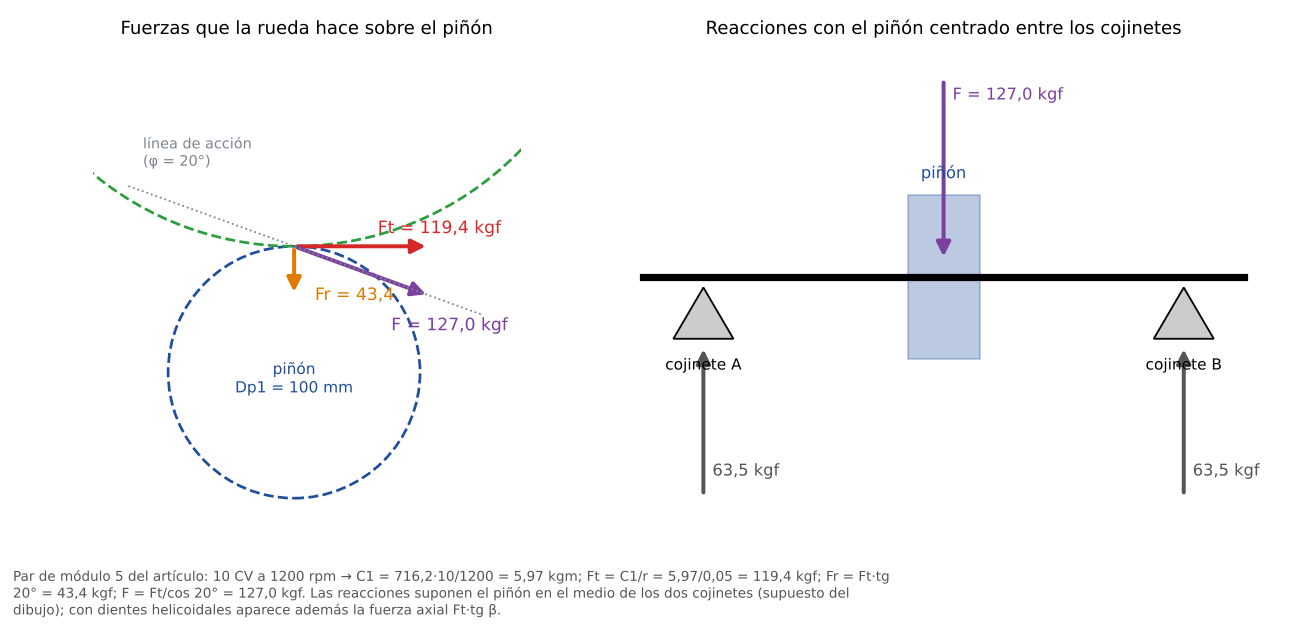 Fuerzas que la rueda hace sobre el piñón
línea de acción
(φ = 20°)
Ft = 119,4 kgf
Fr = 43,4
F = 127,0 kgf
piñón
Dp1 = 100 mm
Reacciones con el piñón centrado entre los cojinetes
F = 127,0 kgf
piñón
cojinete A
cojinete B
63,5 kgf
63,5 kgf
Par de módulo 5 del artículo: 10 CV a 1200 rpm → C1 = 716,2·10/1200 = 5,97 kgm; Ft = C1/r = 5,97/0,05 = 119,4 kgf; Fr = Ft·tg
20° = 43,4 kgf; F = Ft/cos 20° = 127,0 kgf. Las reacciones suponen el piñón en el medio de los dos cojinetes (supuesto del
dibujo); con dientes helicoidales aparece además la fuerza axial Ft·tg β.